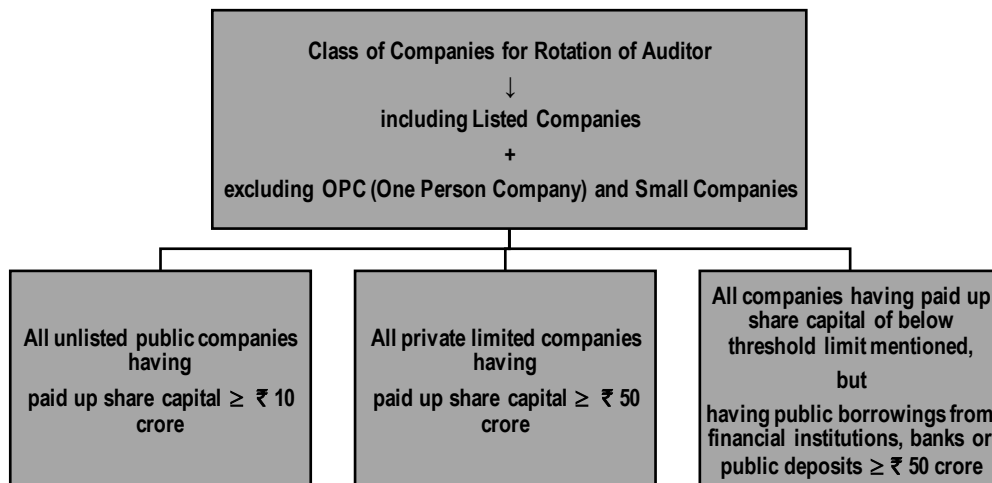 Class of Companies for Rotation of Auditor
↓
including Listed Companies
+
excluding OPC (One Person Company) and Small Companies
All unlisted public companies
having
paid up share capital ≥ ₹ 10
crore
All private limited companies
having
paid up share capital ≥ ₹ 50
crore
All companies having paid up
share capital of below
threshold limit mentioned,
but
having public borrowings from
financial institutions, banks or
public deposits ≥ ₹ 50 crore